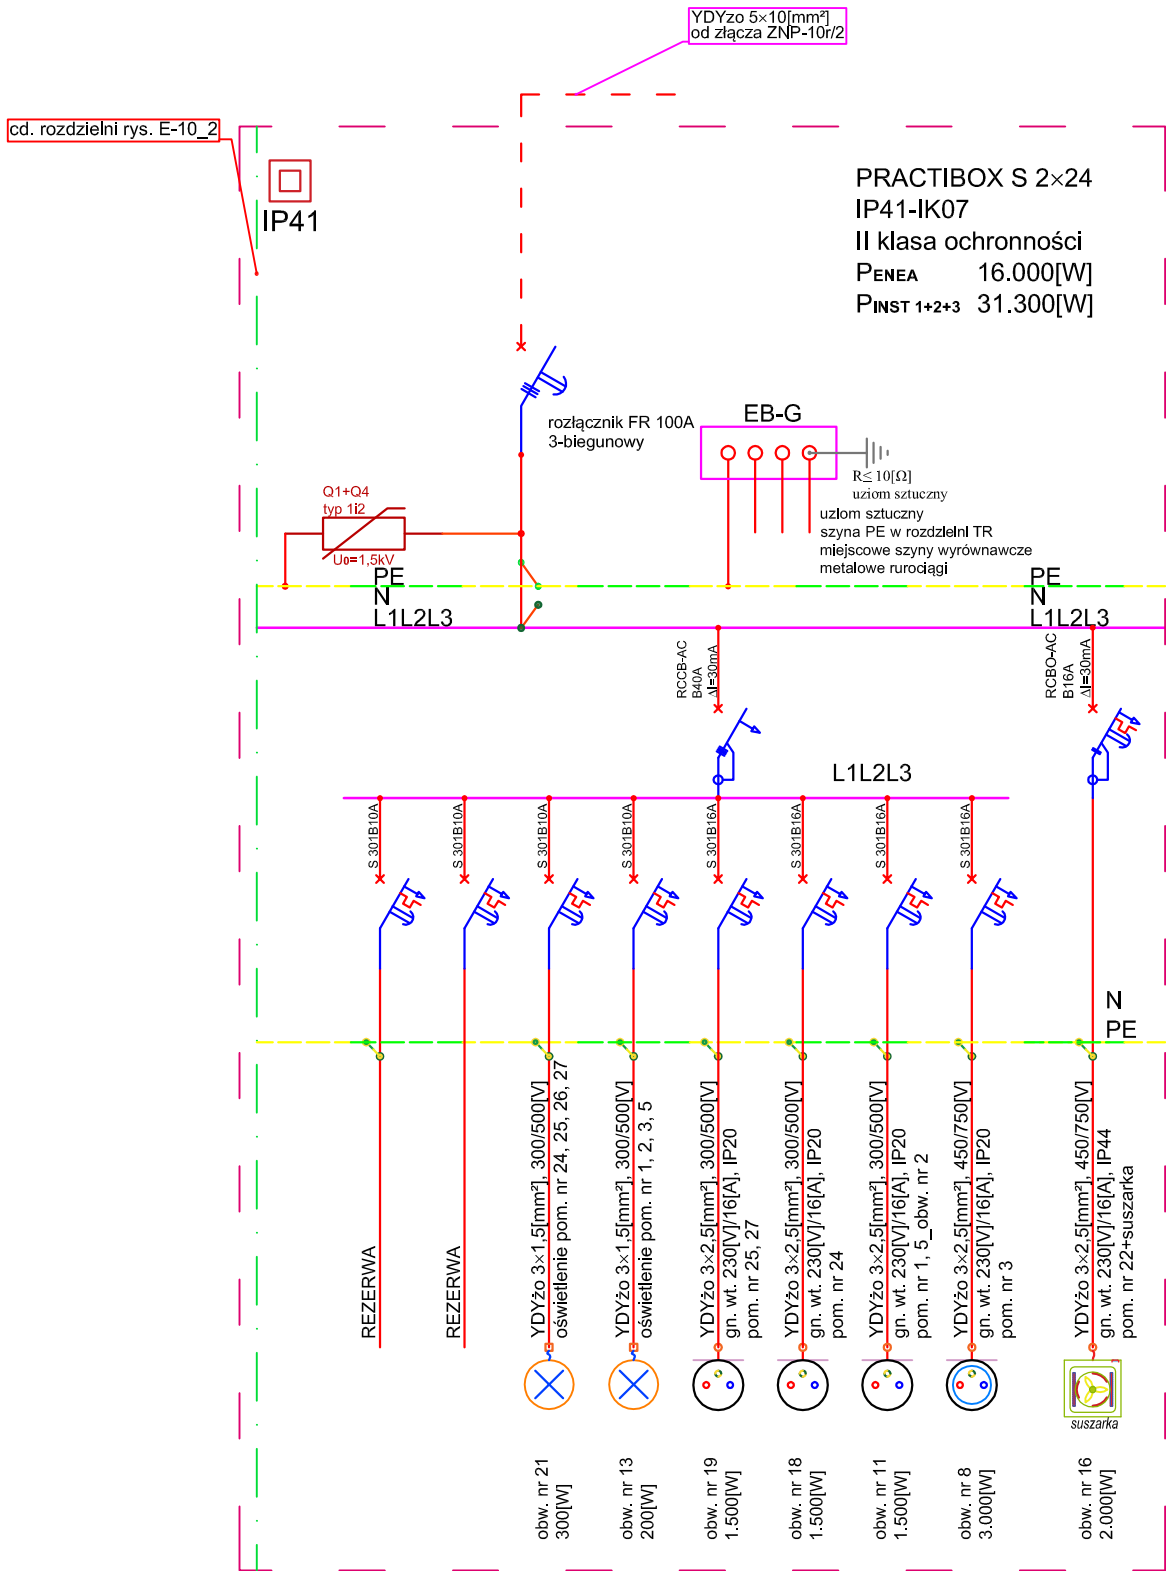 YDYzo 5×10[mm²]
od złącza ZNP-10r/2
cd. rozdzielni rys. E-10_2
IP41
PRACTIBOX S 2×24
IP41-IK07
II klasa ochronności
PENEA 16.000[W]
PINST 1+2+3 31.300[W]
rozłącznik FR 100A
3-biegunowy
EB-G
R≤ 10[Ω]
uziom sztuczny
uziom sztuczny
szyna PE w rozdzielni TR
miejscowe szyny wyrównawcze
metalowe rurociągi
Q1+Q4
typ 1i2
U0=1,5kV
PE
N
L1L2L3
PE
N
L1L2L3
RCCB-AC
B40A
ΔI=30mA
RCBO-AC
B16A
ΔI=30mA
L1L2L3
S 301B10A
S 301B10A
S 301B10A
S 301B10A
S 301B16A
S 301B16A
S 301B16A
S 301B16A
N
PE
REZERWA
REZERWA
YDYżo 3×1,5[mm²], 300/500[V]
oświetlenie pom. nr 24, 25, 26, 27
YDYżo 3×1,5[mm²], 300/500[V]
oświetlenie pom. nr 1, 2, 3, 5
YDYżo 3×2,5[mm²], 300/500[V]
gn. wt. 230[V]/16[A], IP20
pom. nr 25, 27
YDYżo 3×2,5[mm²], 300/500[V]
gn. wt. 230[V]/16[A], IP20
pom. nr 24
YDYżo 3×2,5[mm²], 300/500[V]
gn. wt. 230[V]/16[A], IP20
pom. nr 1, 5_obw. nr 2
YDYżo 3×2,5[mm²], 450/750[V]
gn. wt. 230[V]/16[A], IP20
pom. nr 3
YDYżo 3×2,5[mm²], 450/750[V]
gn. wt. 230[V]/16[A], IP44
pom. nr 22+suszarka
suszarka
obw. nr 21
300[W]
obw. nr 13
200[W]
obw. nr 19
1.500[W]
obw. nr 18
1.500[W]
obw. nr 11
1.500[W]
obw. nr 8
3.000[W]
obw. nr 16
2.000[W]